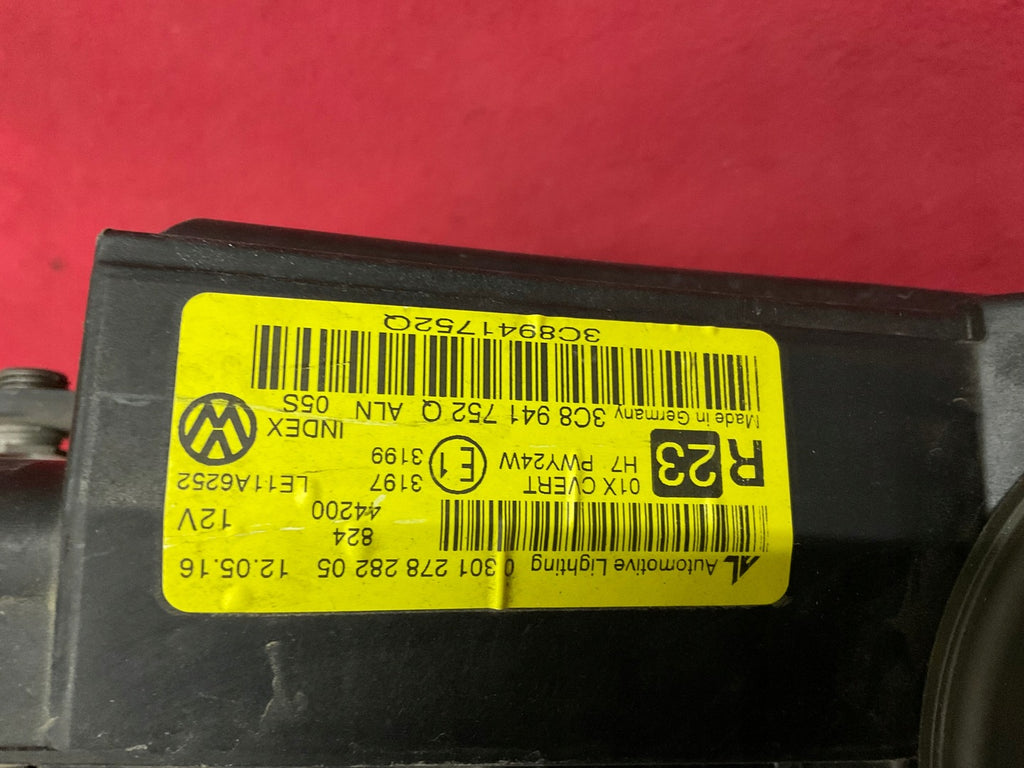 AL Automotive Lighting 0 301 278 282 05 12.05.16
824
44200 12V
01X CVERT 3197 LE11A6252
R 23 H7 PWY24W E1 3199
INDEX 05S
Made in Germany 3C8 941 752 Q ALN
3C8941752Q